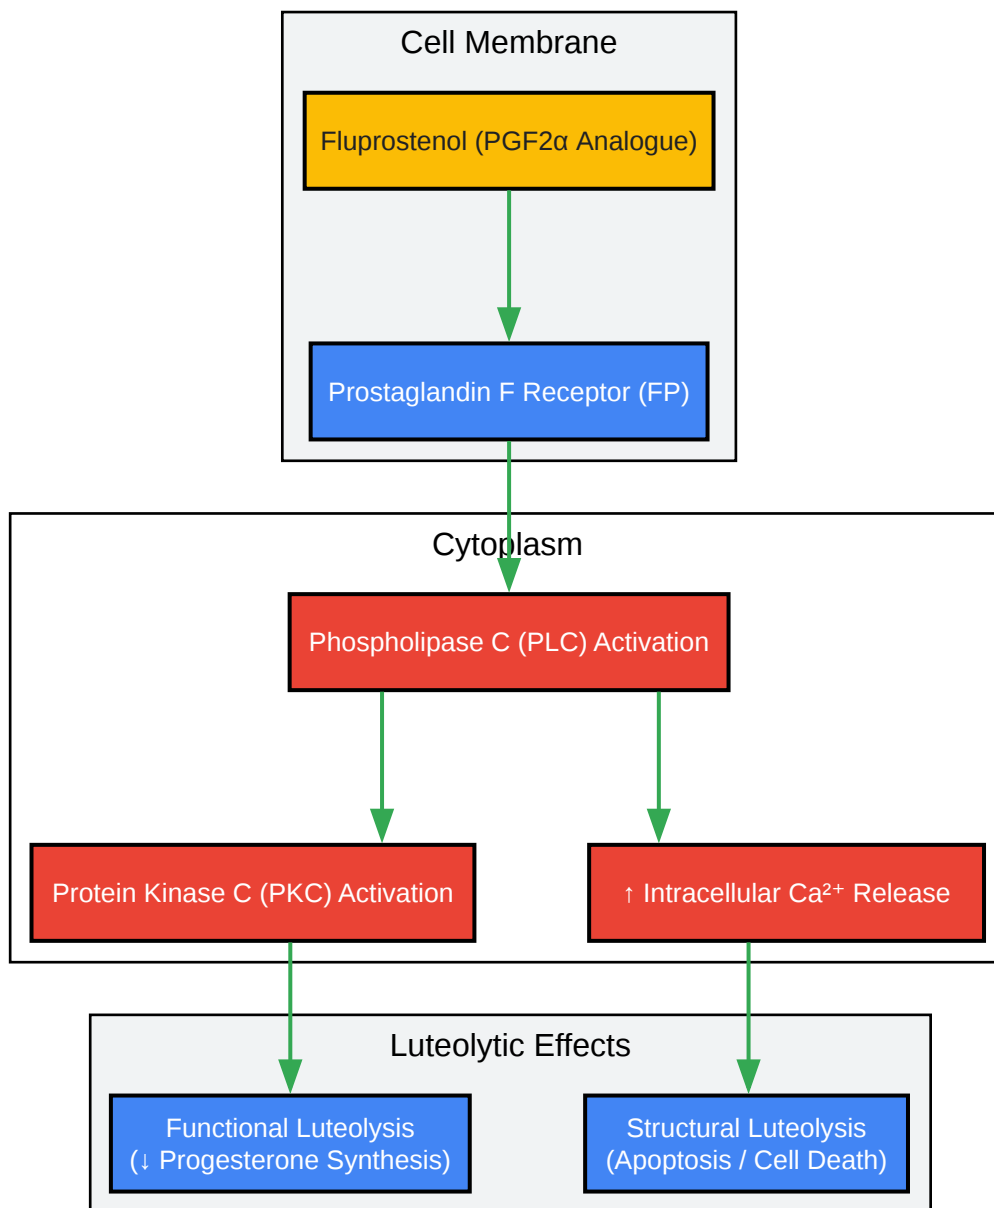 Cell Membrane
Fluprostenol (PGF2α Analogue)
Prostaglandin F Receptor (FP)
Cytoplasm
Phospholipase C (PLC) Activation
Protein Kinase C (PKC) Activation
↑ Intracellular Ca²⁺ Release
Luteolytic Effects
Functional Luteolysis
(↓ Progesterone Synthesis)
Structural Luteolysis
(Apoptosis / Cell Death)